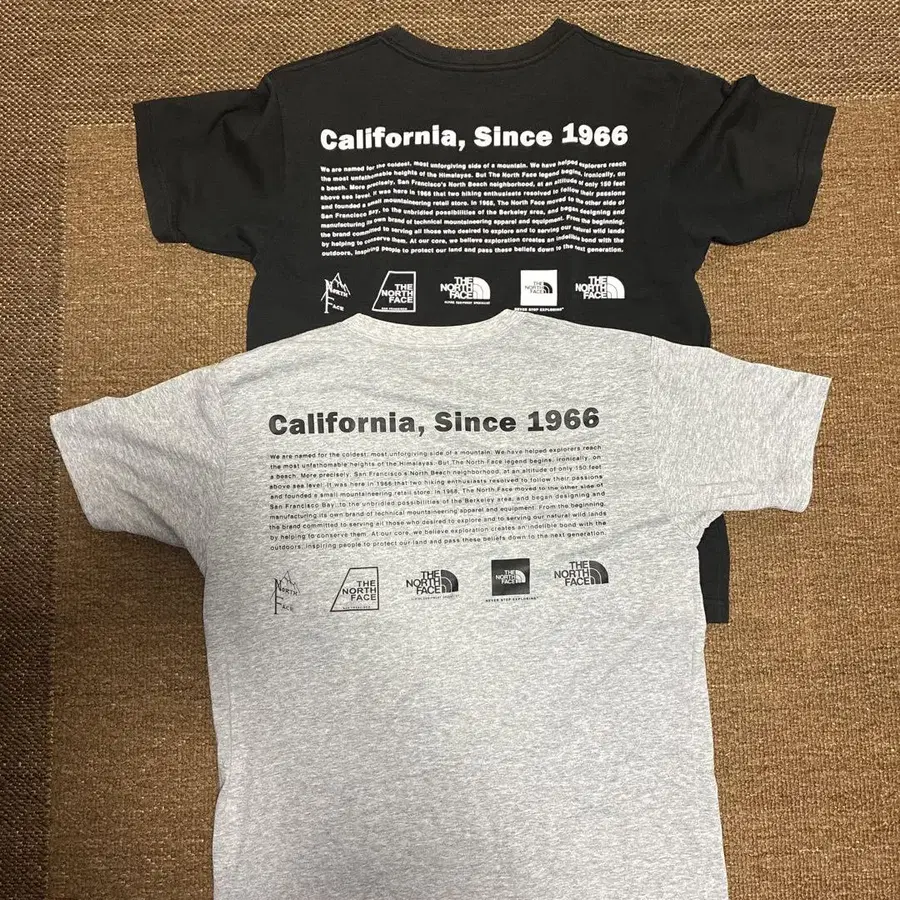 California, Since 1966
We are named for the coldest, most unforgiving side of a mountain. We have helped explorers reach
the most unfathomable heights of the Himalayas. But The North Face legend begins, ironically, on
a beach. More precisely, San Francisco's North Beach neighborhood, at an altitude of only 150 feet
above sea level. It was here in 1966 that two hiking enthusiasts resolved to follow their passions
and founded a small mountaineering retail store. In 1968, The North Face moved to the other side of
San Francisco Bay, to the unbridled possibilities of the Berkeley area, and began designing and
manufacturing its own brand of technical mountaineering apparel and equipment. From the beginning,
the brand committed to serving all those who desired to explore and to serving our natural wild lands
by helping to conserve them. At our core, we believe exploration creates an indelible bond with the
outdoors, inspiring people to protect our land and pass these beliefs down to the next generation.
NORTH
FACE
THE
NORTH
FACE
SAN FRANCISCO
THE
NORTH
FACE
THE
NORTH
FACE
NEVER STOP EXPLORING
THE
NORTH
FACE
California, Since 1966
We are named for the coldest, most unforgiving side of a mountain. We have helped explorers reach
the most unfathomable heights of the Himalayas. But The North Face legend begins, ironically, on
a beach. More precisely, San Francisco's North Beach neighborhood, at an altitude of only 150 feet
above sea level. It was here in 1966 that two hiking enthusiasts resolved to follow their passions
and founded a small mountaineering retail store. In 1968, The North Face moved to the other side of
San Francisco Bay, to the unbridled possibilities of the Berkeley area, and began designing and
manufacturing its own brand of technical mountaineering apparel and equipment. From the beginning,
the brand committed to serving all those who desired to explore and to serving our natural wild lands
by helping to conserve them. At our core, we believe exploration creates an indelible bond with the
outdoors, inspiring people to protect our land and pass these beliefs down to the next generation.
NORTH
FACE
THE
NORTH
FACE
SAN FRANCISCO
THE
NORTH
FACE
THE
NORTH
FACE
NEVER STOP EXPLORING
THE
NORTH
FACE